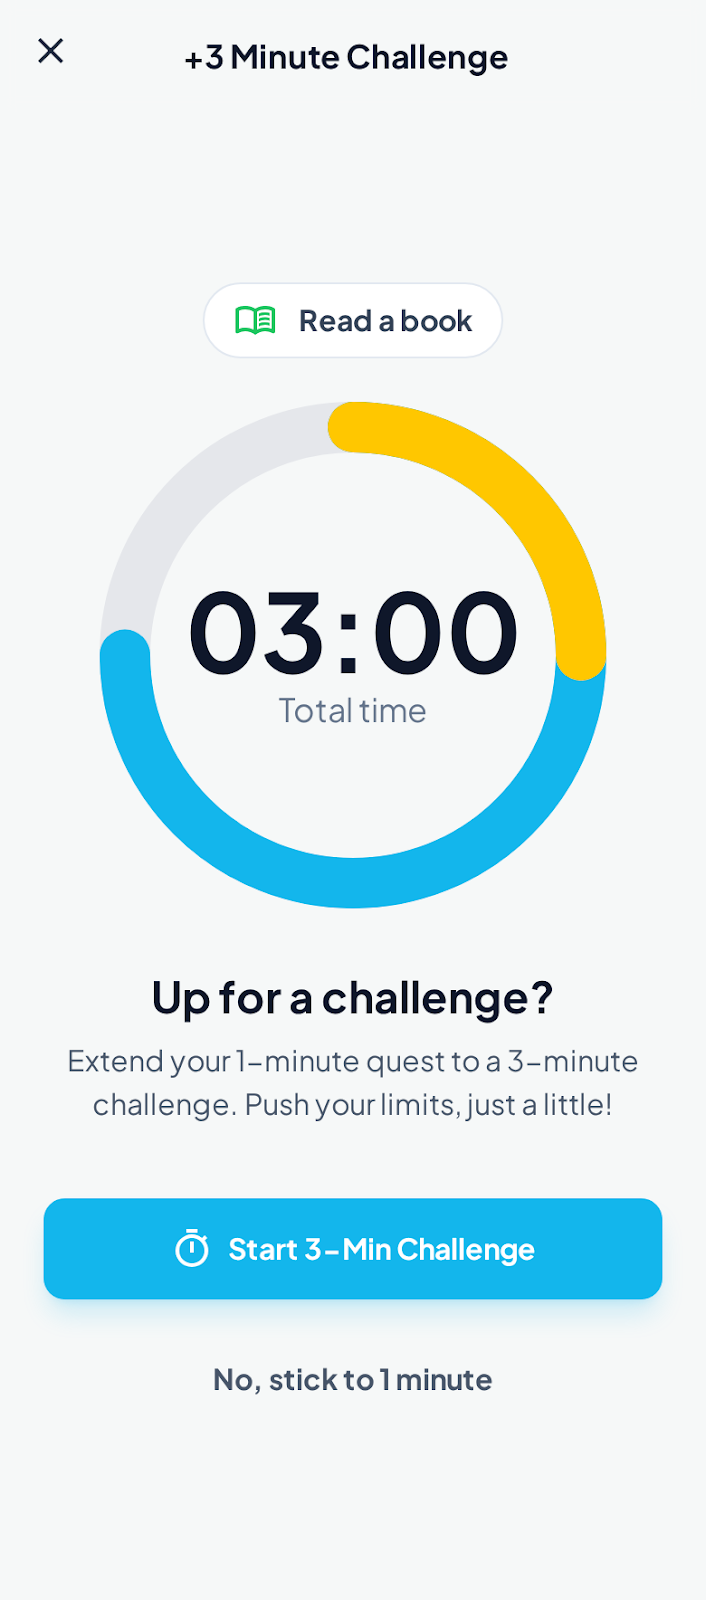 +3 Minute Challenge
Read a book
03:00
Total time
Up for a challenge?
Extend your 1-minute quest to a 3-minute
challenge. Push your limits, just a little!
Start 3-Min Challenge
No, stick to 1 minute